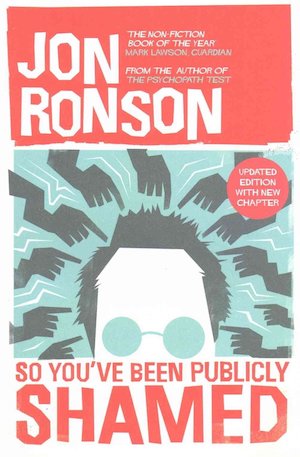 JON
RONSON
THE NON-FICTION
BOOK OF THE YEAR
MARK LAWSON, GUARDIAN
FROM THE AUTHOR OF
THE PSYCHOPATH TEST
UPDATED
EDITION
WITH NEW
CHAPTER
SO YOU'VE BEEN PUBLICLY
SHAMED